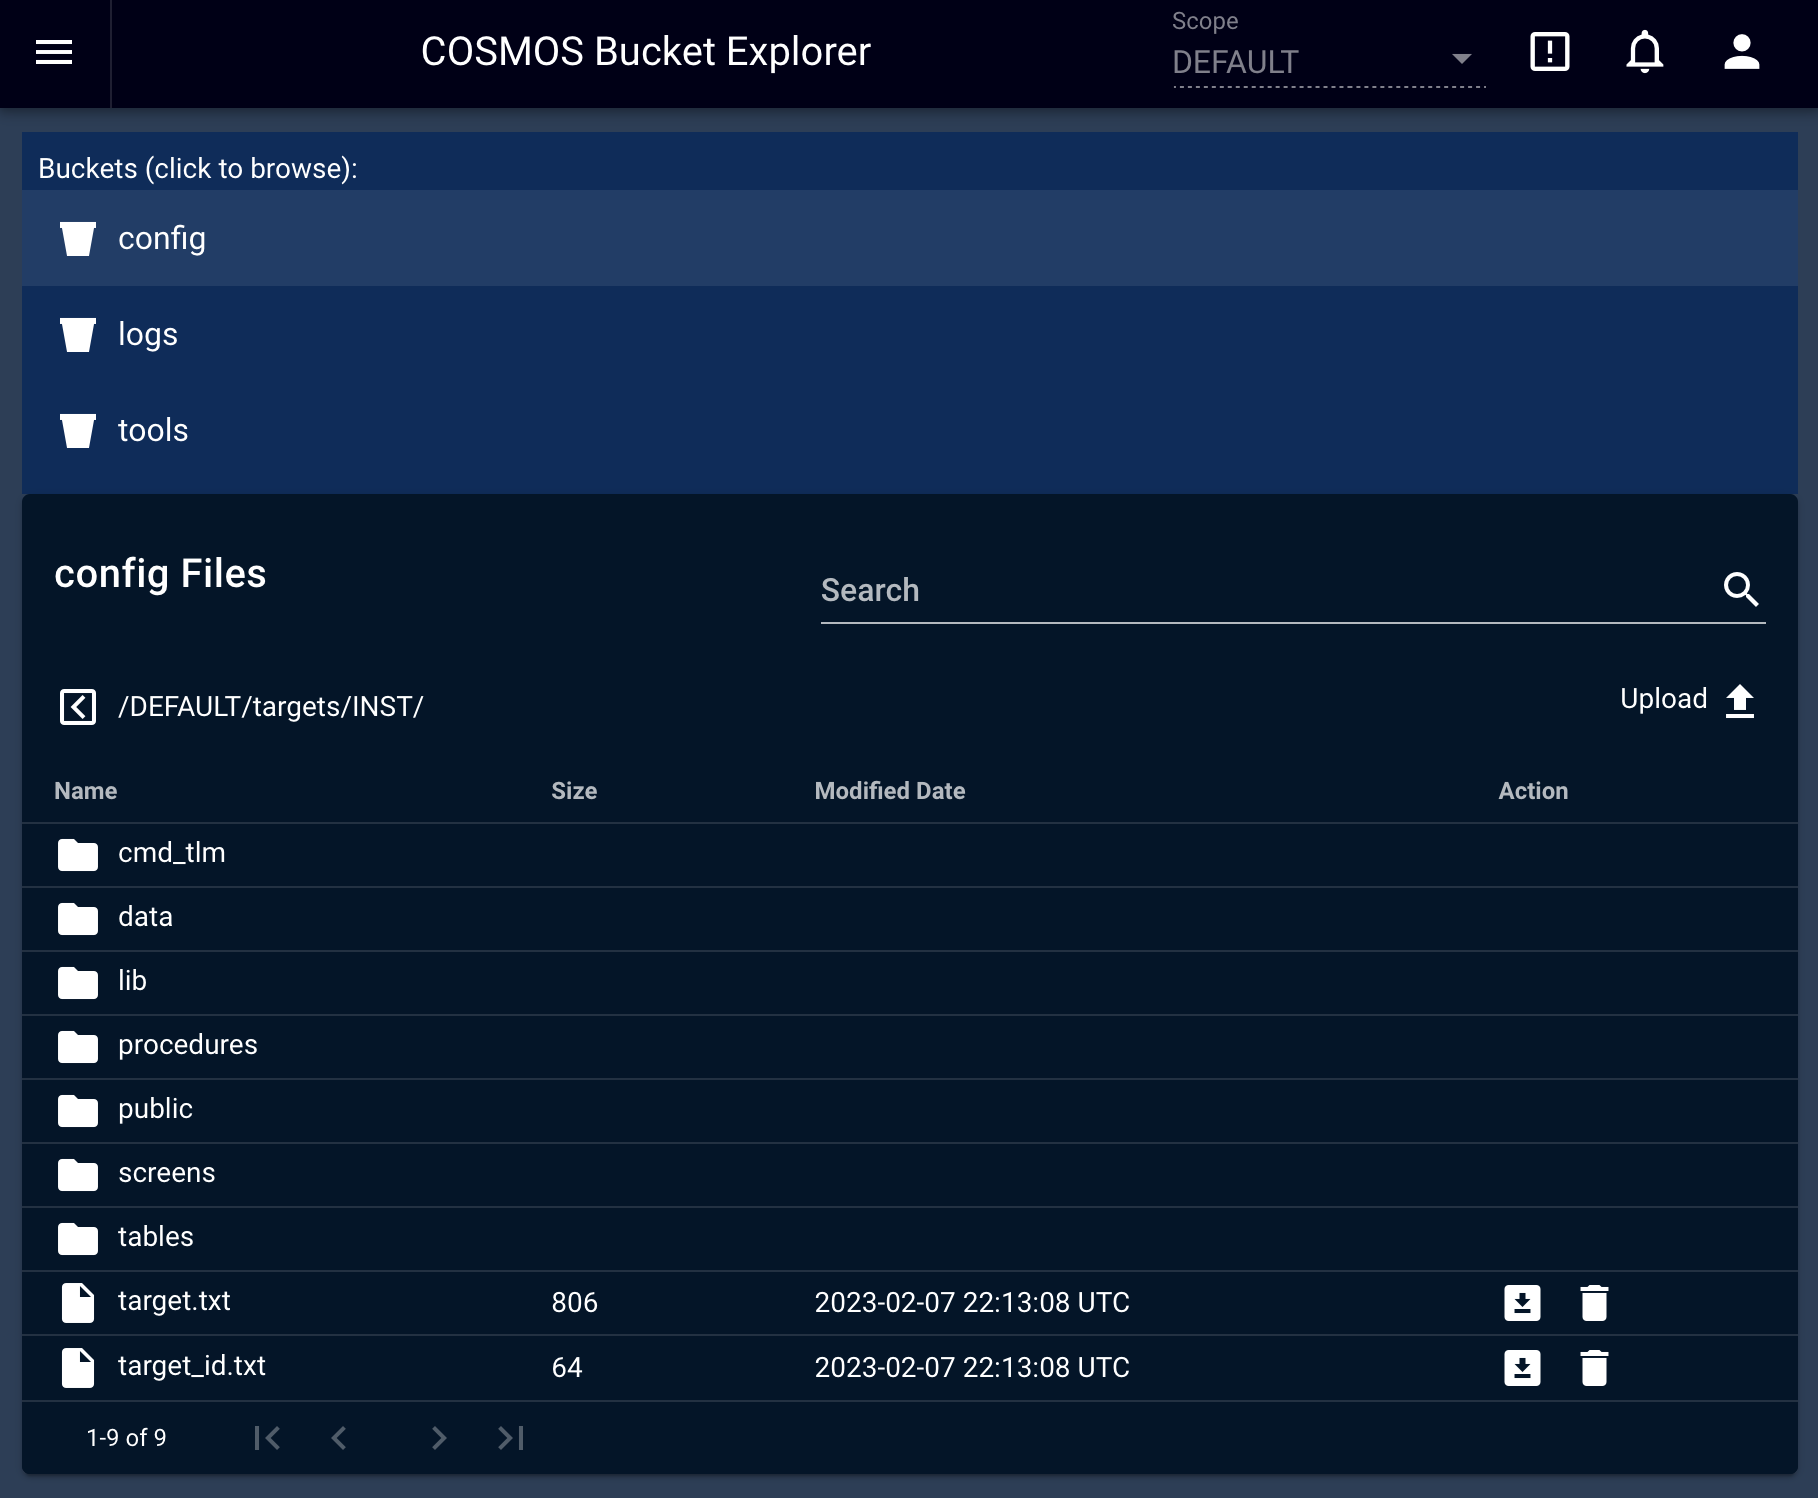 COSMOS Bucket Explorer
Scope
DEFAULT
Buckets (click to browse):
config
logs
tools
config Files
Search
/DEFAULT/targets/INST/
Upload
Name Size Modified Date Action
cmd_tlm
data
lib
procedures
public
screens
tables
target.txt 806 2023-02-07 22:13:08 UTC
target_id.txt 64 2023-02-07 22:13:08 UTC
1-9 of 9